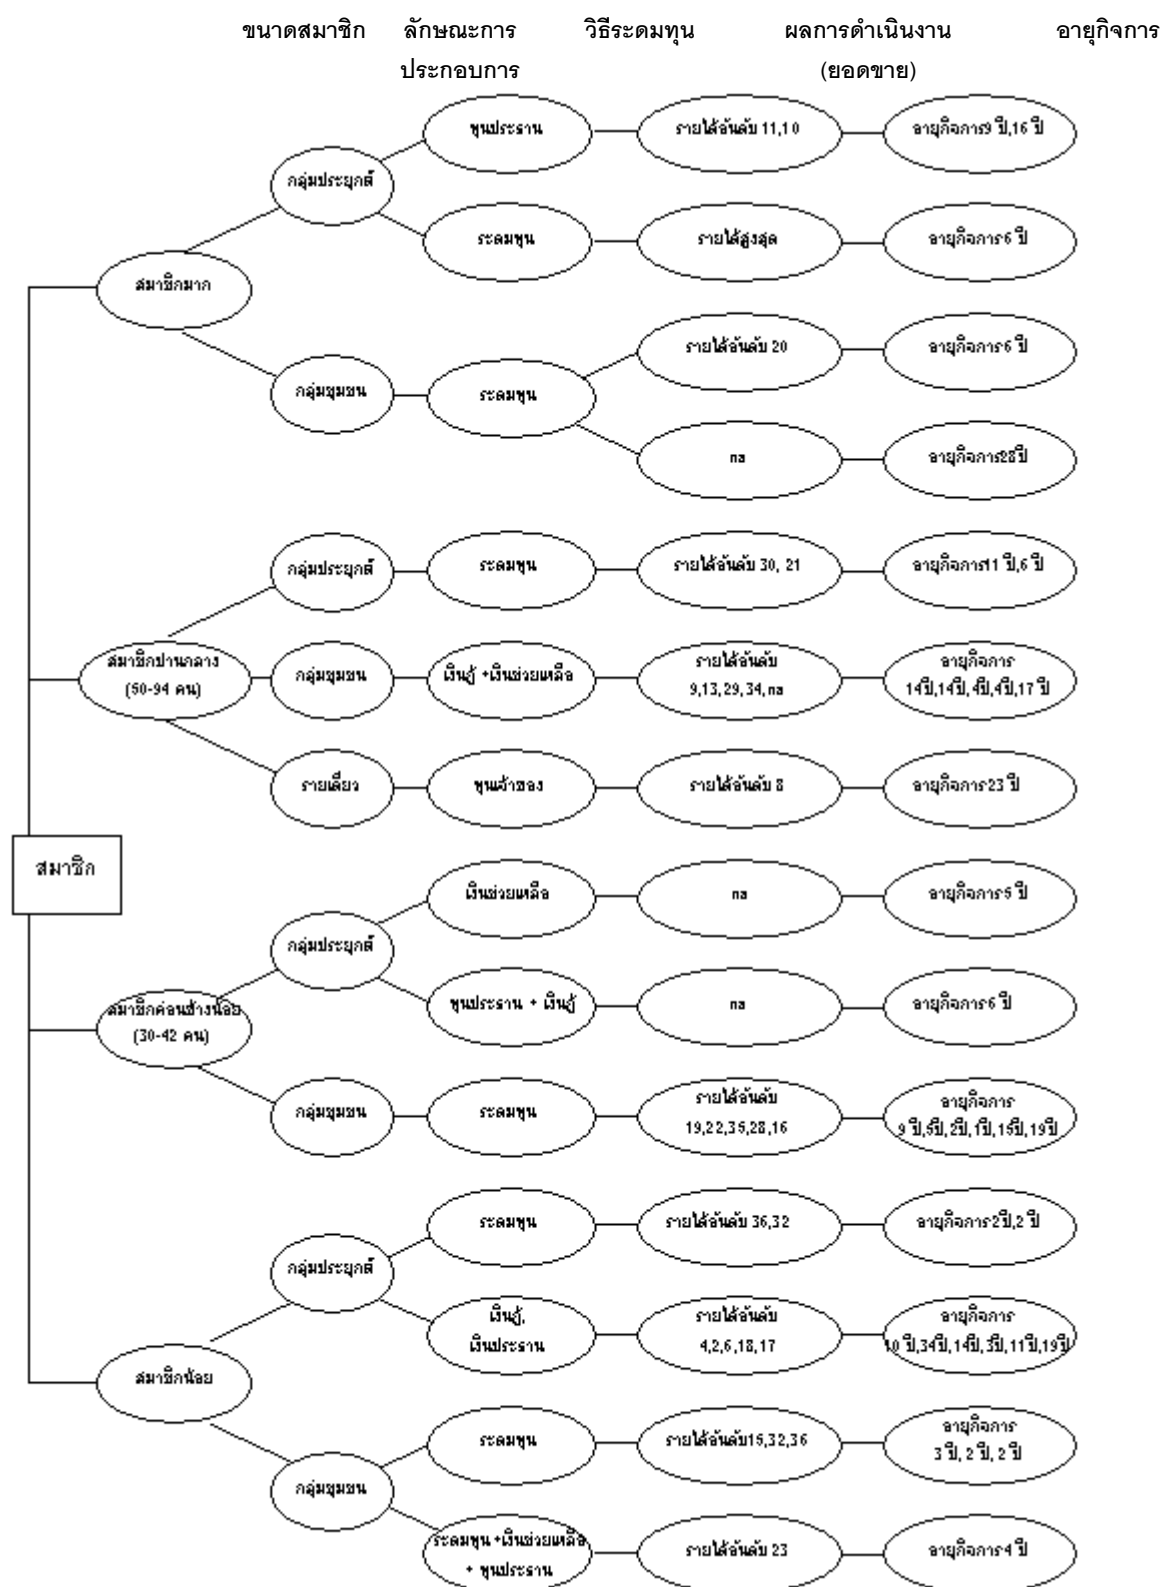 ขนาดสมาชิก ลักษณะการ วิธีระดมทุน ผลการดำเนินงาน อายุกิจการ
ประกอบการ (ยอดขาย)
ทุนประธาน รายได้อันดับ 11,10 อายุกิจการ9 ปี,16 ปี
กลุ่มประยุกต์
ระดมทุน รายได้สูงสุด อายุกิจการ6 ปี
สมาชิกมาก
รายได้อันดับ 20 อายุกิจการ6 ปี
กลุ่มชุมชน ระดมทุน
na อายุกิจการ28ปี
กลุ่มประยุกต์ ระดมทุน รายได้อันดับ 30, 21 อายุกิจการ11 ปี,6 ปี
สมาชิกปานกลาง
(50-94 คน)
กลุ่มชุมชน เงินกู้ +เงินช่วยเหลือ
รายได้อันดับ
9,13,29,34,na
อายุกิจการ
14ปี,14ปี,4ปี,4ปี,17 ปี
รายเดี่ยว ทุนเจ้าของ รายได้อันดับ 8 อายุกิจการ23 ปี
สมาชิก
เงินช่วยเหลือ na อายุกิจการ5 ปี
กลุ่มประยุกต์
ทุนประธาน + เงินกู้ na อายุกิจการ6 ปี
สมาชิกค่อนข้างน้อย
(30-42 คน)
กลุ่มชุมชน ระดมทุน
รายได้อันดับ
19,22,35,28,16
อายุกิจการ
9 ปี,5ปี,2ปี,1ปี,15ปี,19ปี
ระดมทุน รายได้อันดับ 36,32 อายุกิจการ2ปี,2 ปี
กลุ่มประยุกต์
เงินกู้,
เงินประธาน
รายได้อันดับ
4,2,6,18,17
อายุกิจการ
10 ปี,34ปี,14ปี,3ปี,11ปี,19ปี
สมาชิกน้อย
ระดมทุน รายได้อันดับ15,32,36
อายุกิจการ
3 ปี, 2 ปี, 2 ปี
กลุ่มชุมชน
ระดมทุน +เงินช่วยเหลือ
+ ทุนประธาน
รายได้อันดับ 23 อายุกิจการ4 ปี